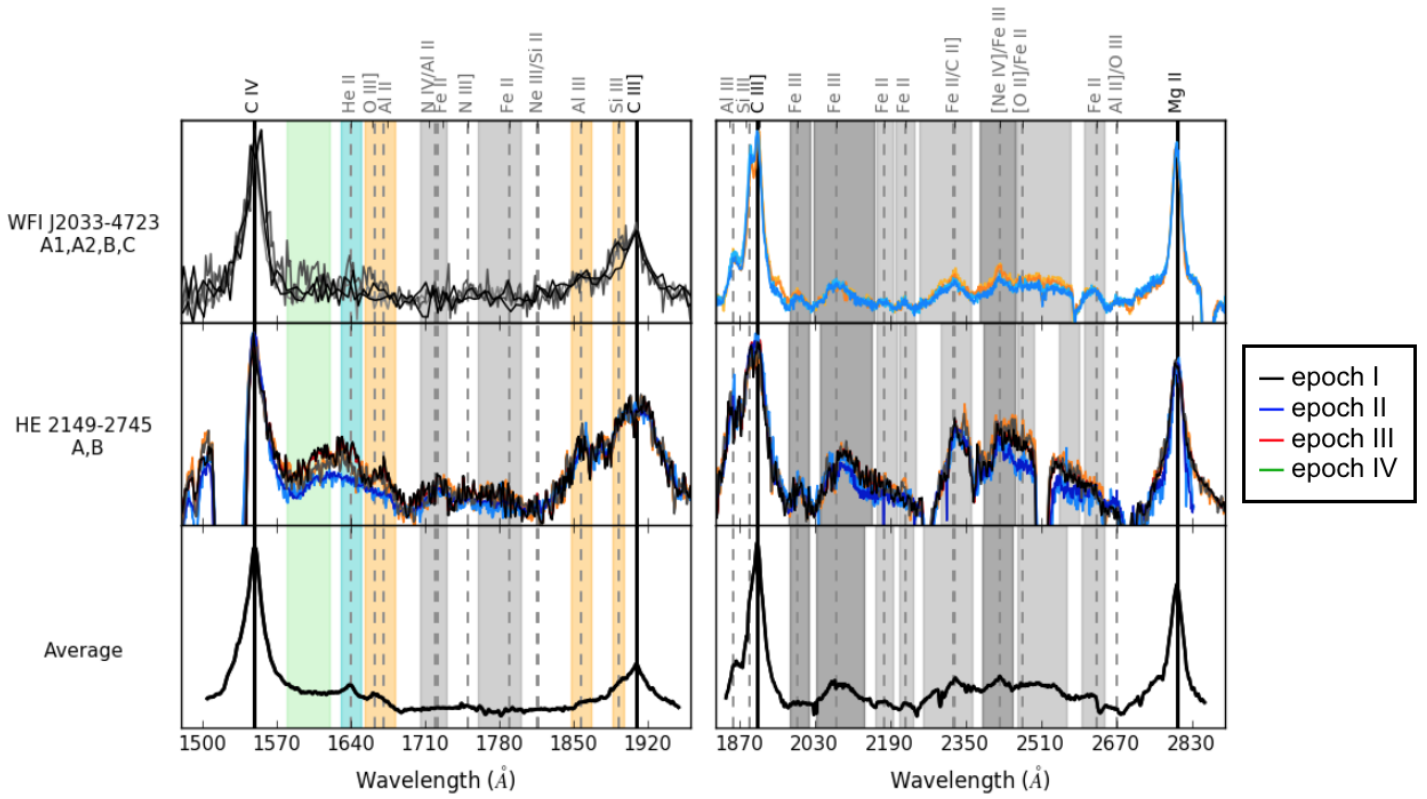 C IV
He II
O III]
Al II
N IV/Al II
Fe II
N III]
Fe II
Ne III/Si II
Al III
Si III
C III]
Al III
Si III
C III]
Fe III
Fe III
Fe II
Fe II
Fe II/C II]
[Ne IV]/Fe III
[O II]/Fe II
Fe II
Al II]/O III
Mg II
WFI J2033-4723
A1,A2,B,C
HE 2149-2745
A,B
Average
epoch I
epoch II
epoch III
epoch IV
1500 1570 1640 1710 1780 1850 1920
1870 2030 2190 2350 2510 2670 2830
Wavelength (Å)
Wavelength (Å)